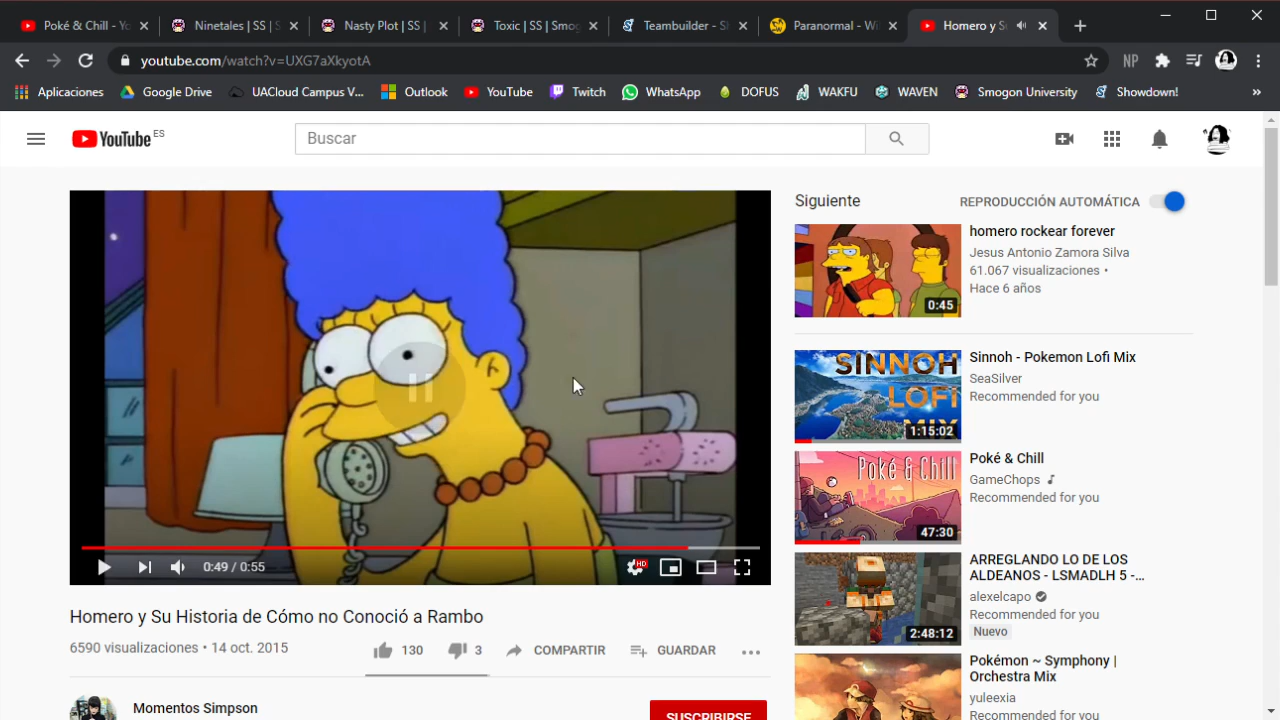 Poké & Chill - Yo
Ninetales | SS | S
Nasty Plot | SS |
Toxic | SS | Smog
Teambuilder - Sh
Paranormal - Wi
Homero y S
youtube.com/watch?v=UXG7aXkyotA
NP
Aplicaciones
Google Drive
UACloud Campus V...
Outlook
YouTube
Twitch
WhatsApp
DOFUS
WAKFU
WAVEN
Smogon University
Showdown!
»
YouTube ES
Buscar
Siguiente
REPRODUCCIÓN AUTOMÁTICA
homero rockear forever
Jesus Antonio Zamora Silva
61.067 visualizaciones •
Hace 6 años
0:45
SINNOH
LOFI
MIX
1:15:02
Sinnoh - Pokemon Lofi Mix
SeaSilver
Recommended for you
Poké & Chill
47:30
Poké & Chill
GameChops
Recommended for you
2:48:12
ARREGLANDO LO DE LOS
ALDEANOS - LSMADLH 5 -...
alexelcapo
Recommended for you
Nuevo
Pokémon ~ Symphony |
Orchestra Mix
yuleexia
Recommended for you
HD
0:49 / 0:55
Homero y Su Historia de Cómo no Conoció a Rambo
6590 visualizaciones • 14 oct. 2015
130
3
COMPARTIR
GUARDAR
Momentos Simpson
SUSCRIBIRSE